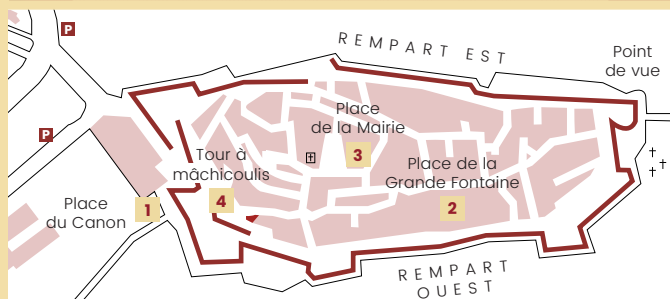 P
REMPART EST
Point
de vue
Place
de la Mairie
P
3
Tour à
mâchicoulis
Place de la
Grande Fontaine
4
2
Place
du Canon
1
REMPART
OUEST